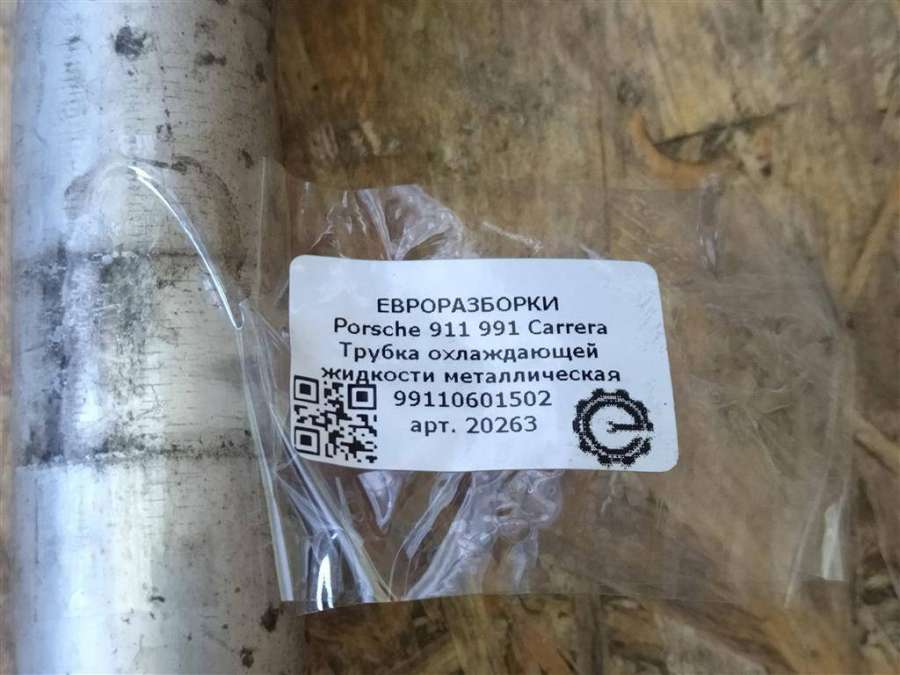 ЕВРОРАЗБОРКИ
Porsche 911 991 Carrera
Трубка охлаждающей
жидкости металлическая
99110601502
арт. 20263